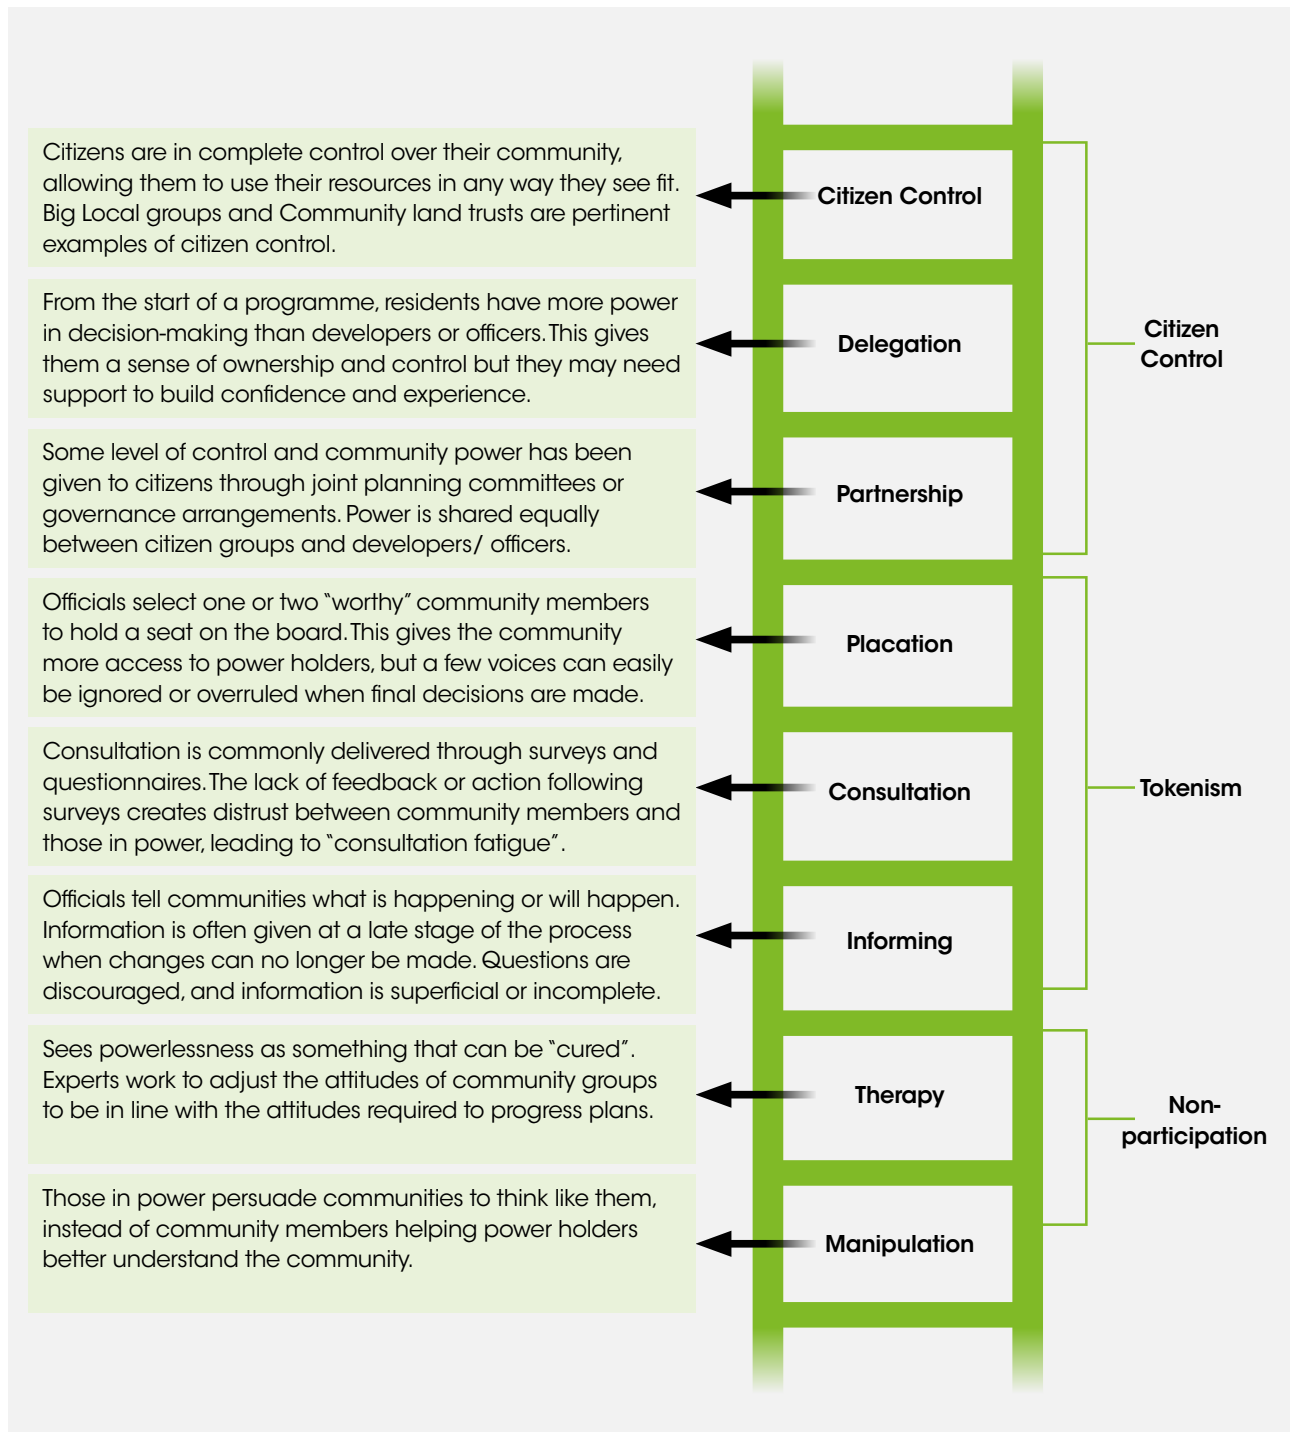 Citizens are in complete control over their community,
allowing them to use their resources in any way they see fit.
Big Local groups and Community land trusts are pertinent
examples of citizen control.
Citizen Control
From the start of a programme, residents have more power
in decision-making than developers or officers. This gives
them a sense of ownership and control but they may need
support to build confidence and experience.
Delegation
Citizen
Control
Some level of control and community power has been
given to citizens through joint planning committees or
governance arrangements. Power is shared equally
between citizen groups and developers/ officers.
Partnership
Officials select one or two “worthy” community members
to hold a seat on the board. This gives the community
more access to power holders, but a few voices can easily
be ignored or overruled when final decisions are made.
Placation
Consultation is commonly delivered through surveys and
questionnaires. The lack of feedback or action following
surveys creates distrust between community members and
those in power, leading to “consultation fatigue”.
Consultation
Tokenism
Officials tell communities what is happening or will happen.
Information is often given at a late stage of the process
when changes can no longer be made. Questions are
discouraged, and information is superficial or incomplete.
Informing
Sees powerlessness as something that can be “cured”.
Experts work to adjust the attitudes of community groups
to be in line with the attitudes required to progress plans.
Therapy
Non-
participation
Those in power persuade communities to think like them,
instead of community members helping power holders
better understand the community.
Manipulation